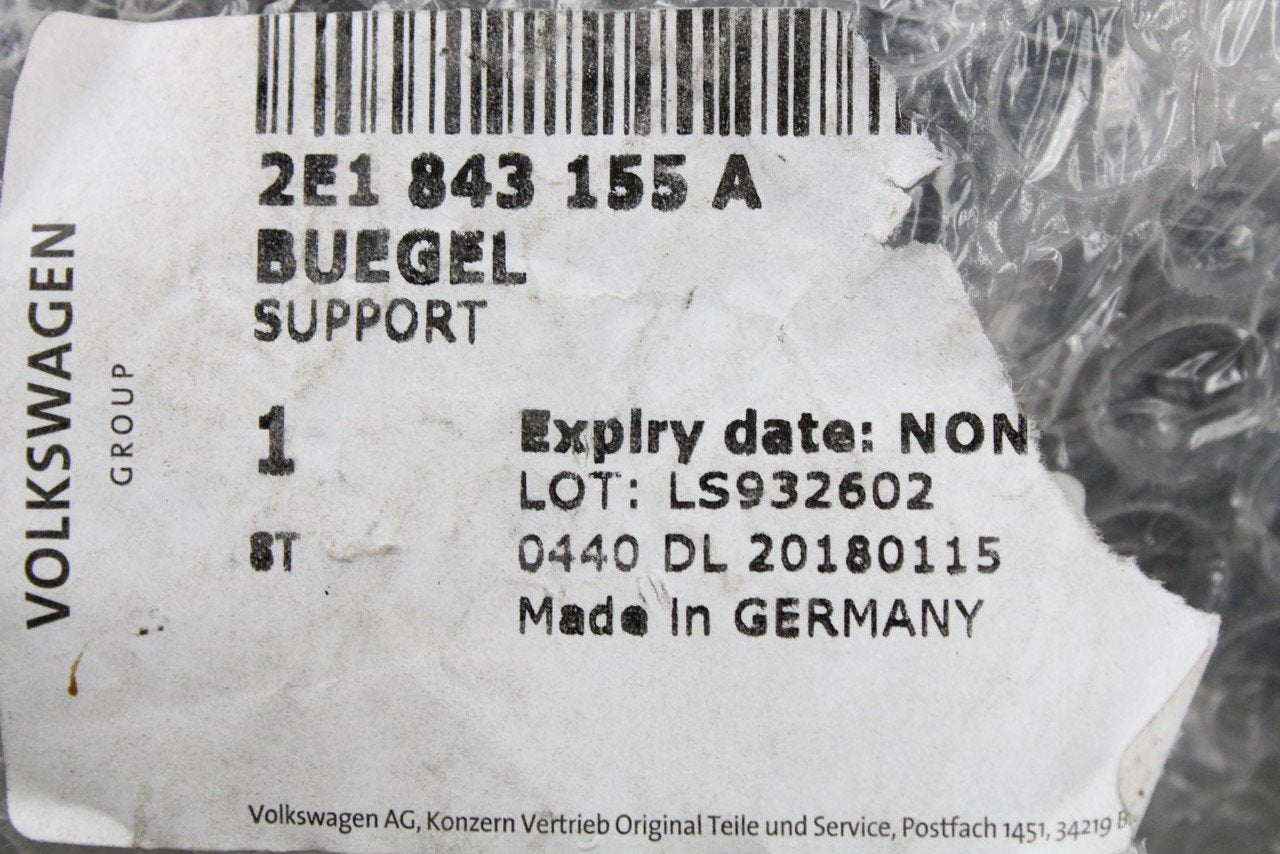 VOLKSWAGEN
GROUP
2E1 843 155 A
BUEGEL
SUPPORT
1
Expiry date: NON
ST
LOT: LS932602
0440 DL 20180115
Made in GERMANY
Volkswagen AG, Konzern Vertrieb Original Teile und Service, Postfach 1451, 34219